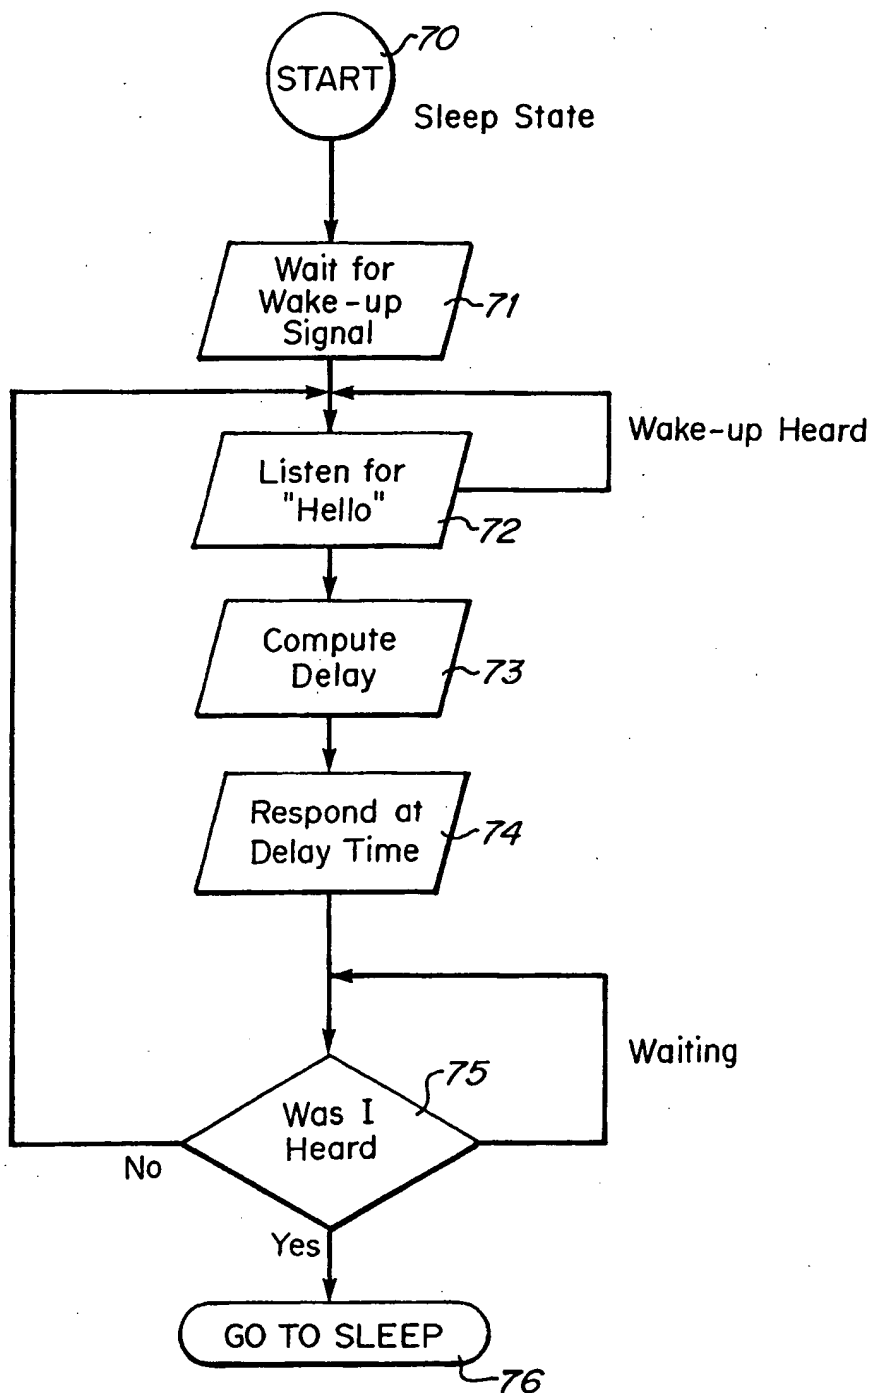 70
START
Sleep State
Wait for
Wake-up
Signal
71
Wake-up Heard
Listen for
"Hello"
72
Compute
Delay
73
Respond at
Delay Time
74
Waiting
75
Was I
Heard
No
Yes
GO TO SLEEP
76